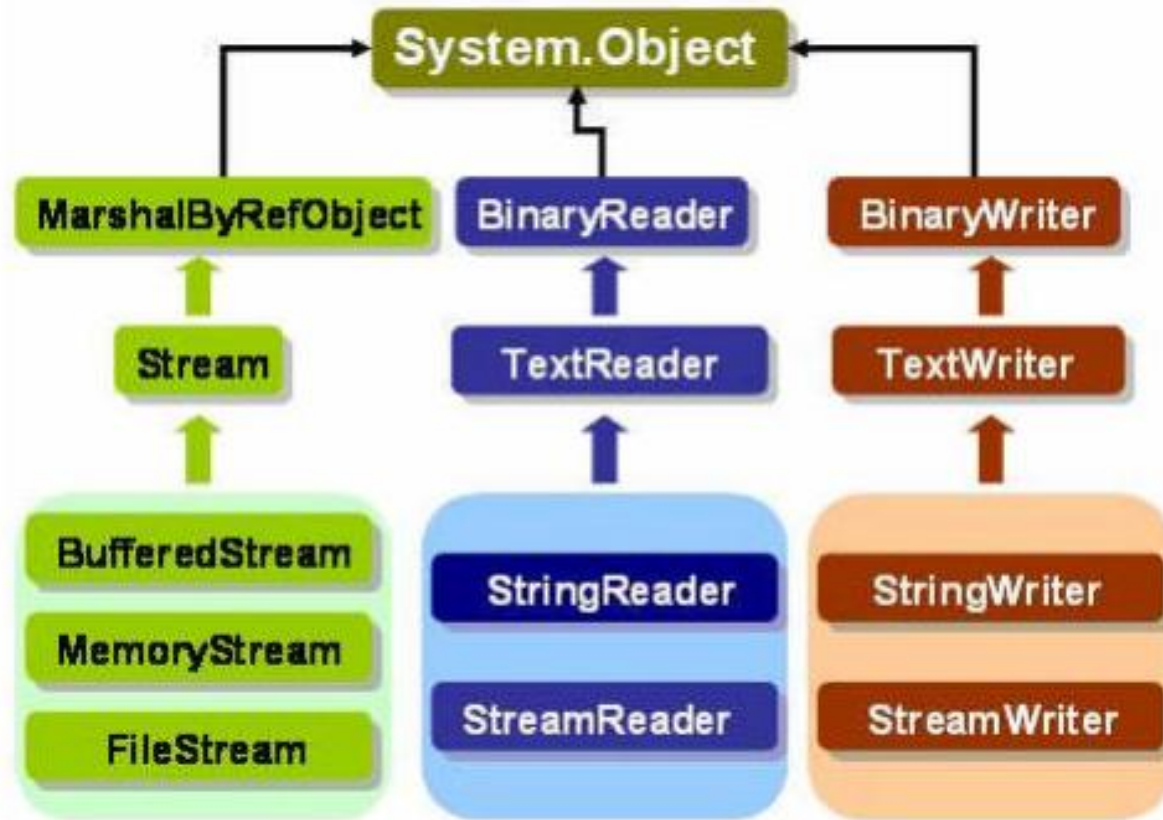 System.Object
MarshalByRefObject
BinaryReader
BinaryWriter
Stream
TextReader
TextWriter
BufferedStream
MemoryStream
FileStream
StringReader
StreamReader
StringWriter
StreamWriter